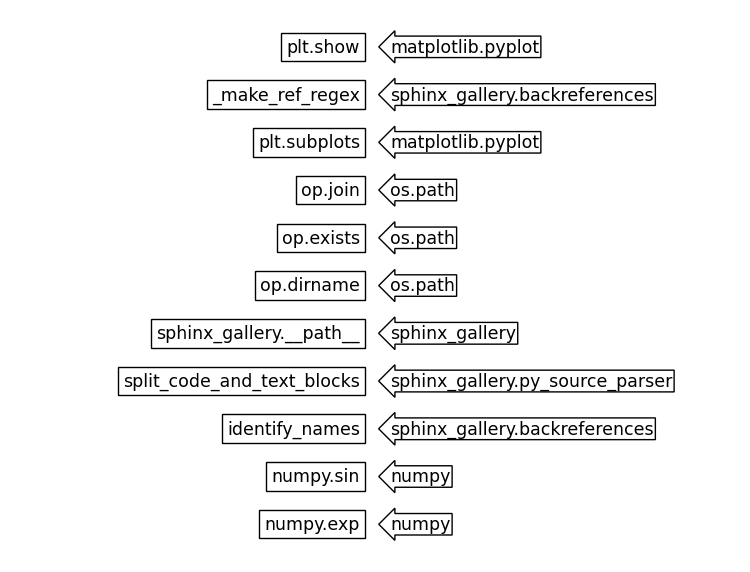 plt.show matplotlib.pyplot
_make_ref_regex sphinx_gallery.backreferences
plt.subplots matplotlib.pyplot
op.join os.path
op.exists os.path
op.dirname os.path
sphinx_gallery.__path__ sphinx_gallery
split_code_and_text_blocks sphinx_gallery.py_source_parser
identify_names sphinx_gallery.backreferences
numpy.sin numpy
numpy.exp numpy